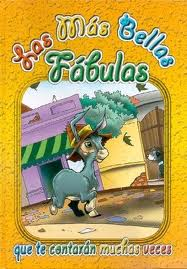 Las Más Bellas
Fábulas
que te contarán muchas veces